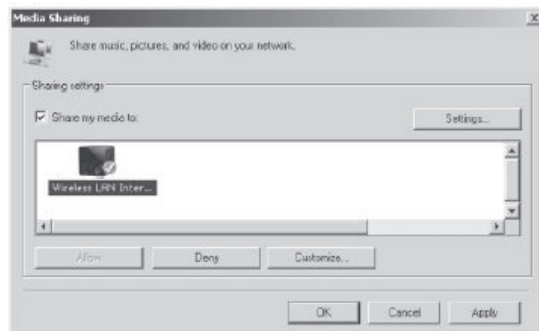 Media Sharing
Share music, pictures, and video on your network.
Sharing settings
Share my media to:
Settings...
Wireless LAN Inter...
Allow
Deny
Customize...
OK
Cancel
Apply